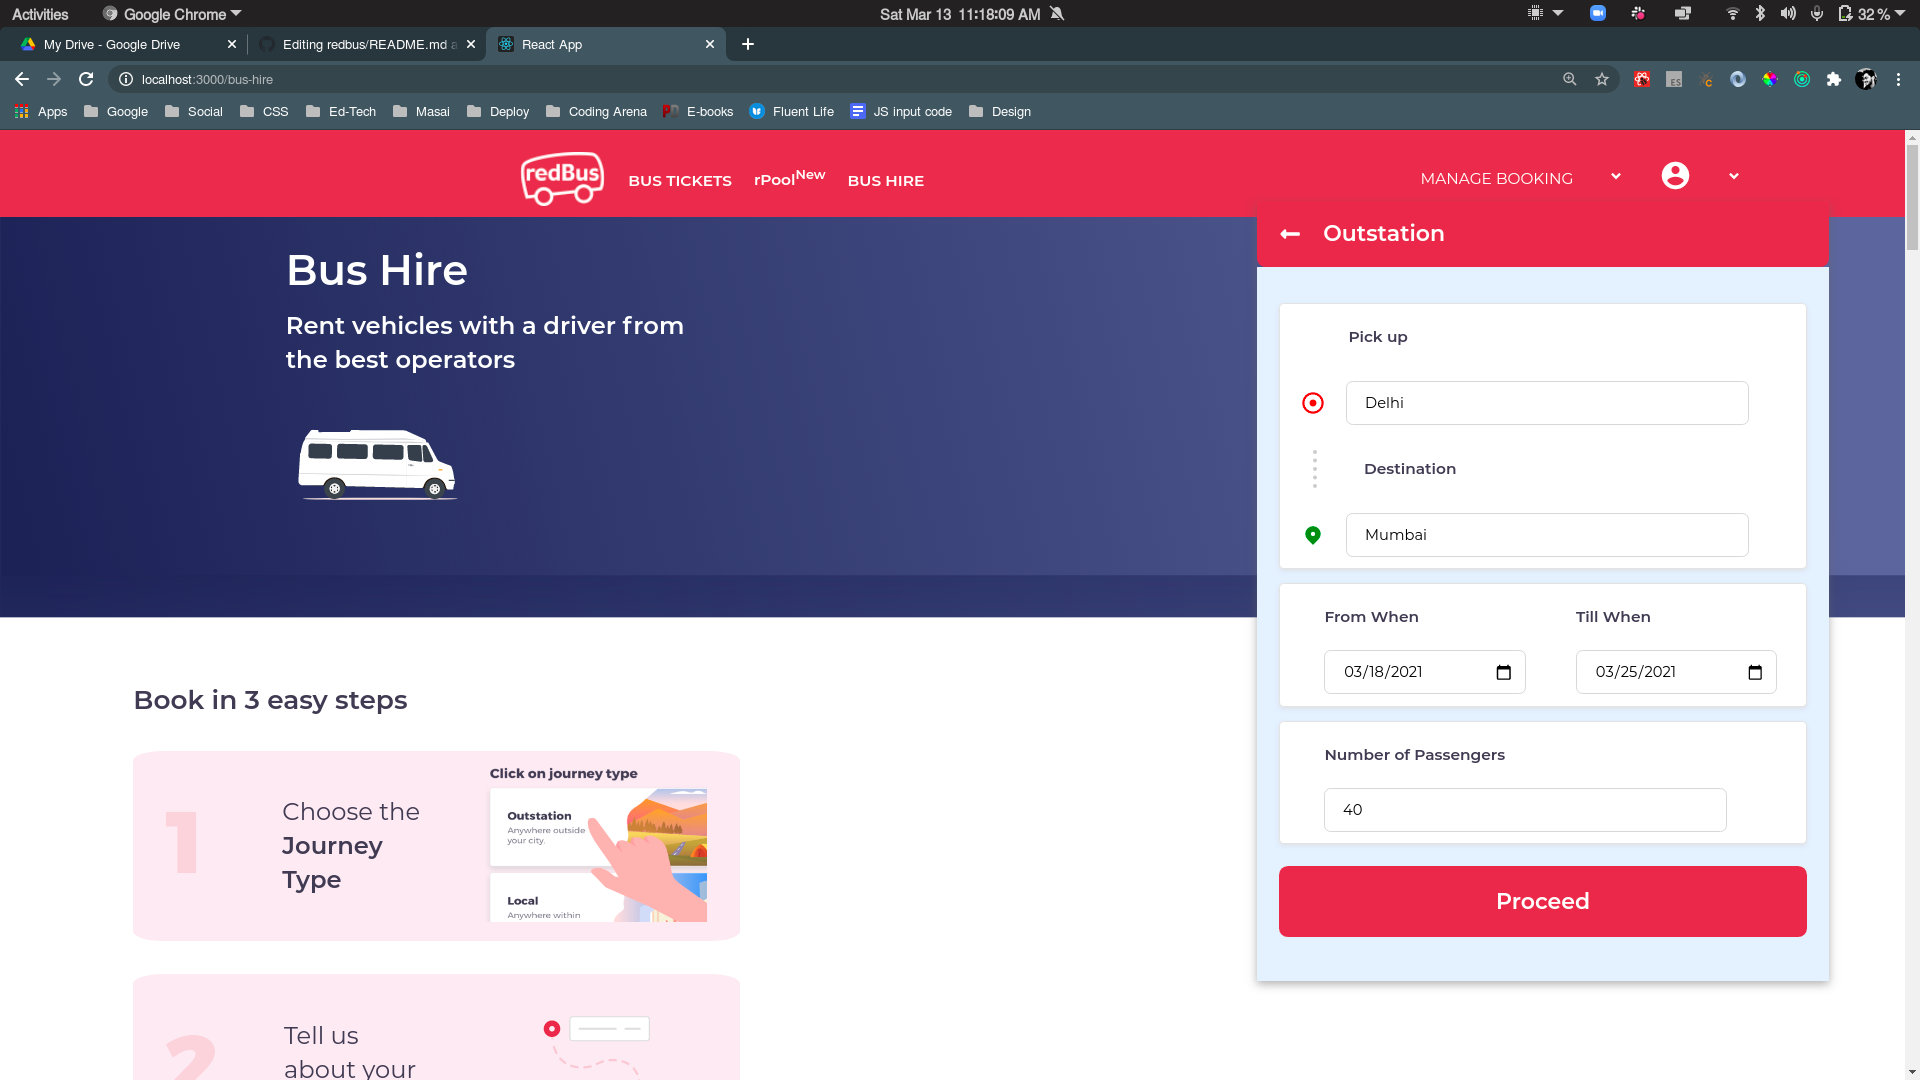 Activities
Google Chrome
Sat Mar 13 11:18:09 AM
32 %
My Drive - Google Drive
Editing redbus/README.md a
React App
localhost:3000/bus-hire
Apps
Google
Social
CSS
Ed-Tech
Masai
Deploy
Coding Arena
E-books
Fluent Life
JS input code
Design
redBus
BUS TICKETS
rPoolNew
BUS HIRE
MANAGE BOOKING
Bus Hire
Rent vehicles with a driver from
the best operators
Outstation
Pick up
Delhi
Destination
Mumbai
From When
Till When
03/18/2021
03/25/2021
Number of Passengers
40
Proceed
Book in 3 easy steps
1
Choose the
Journey
Type
Click on journey type
Outstation
Anywhere outside
your city.
Local
Anywhere within
2
Tell us
about your